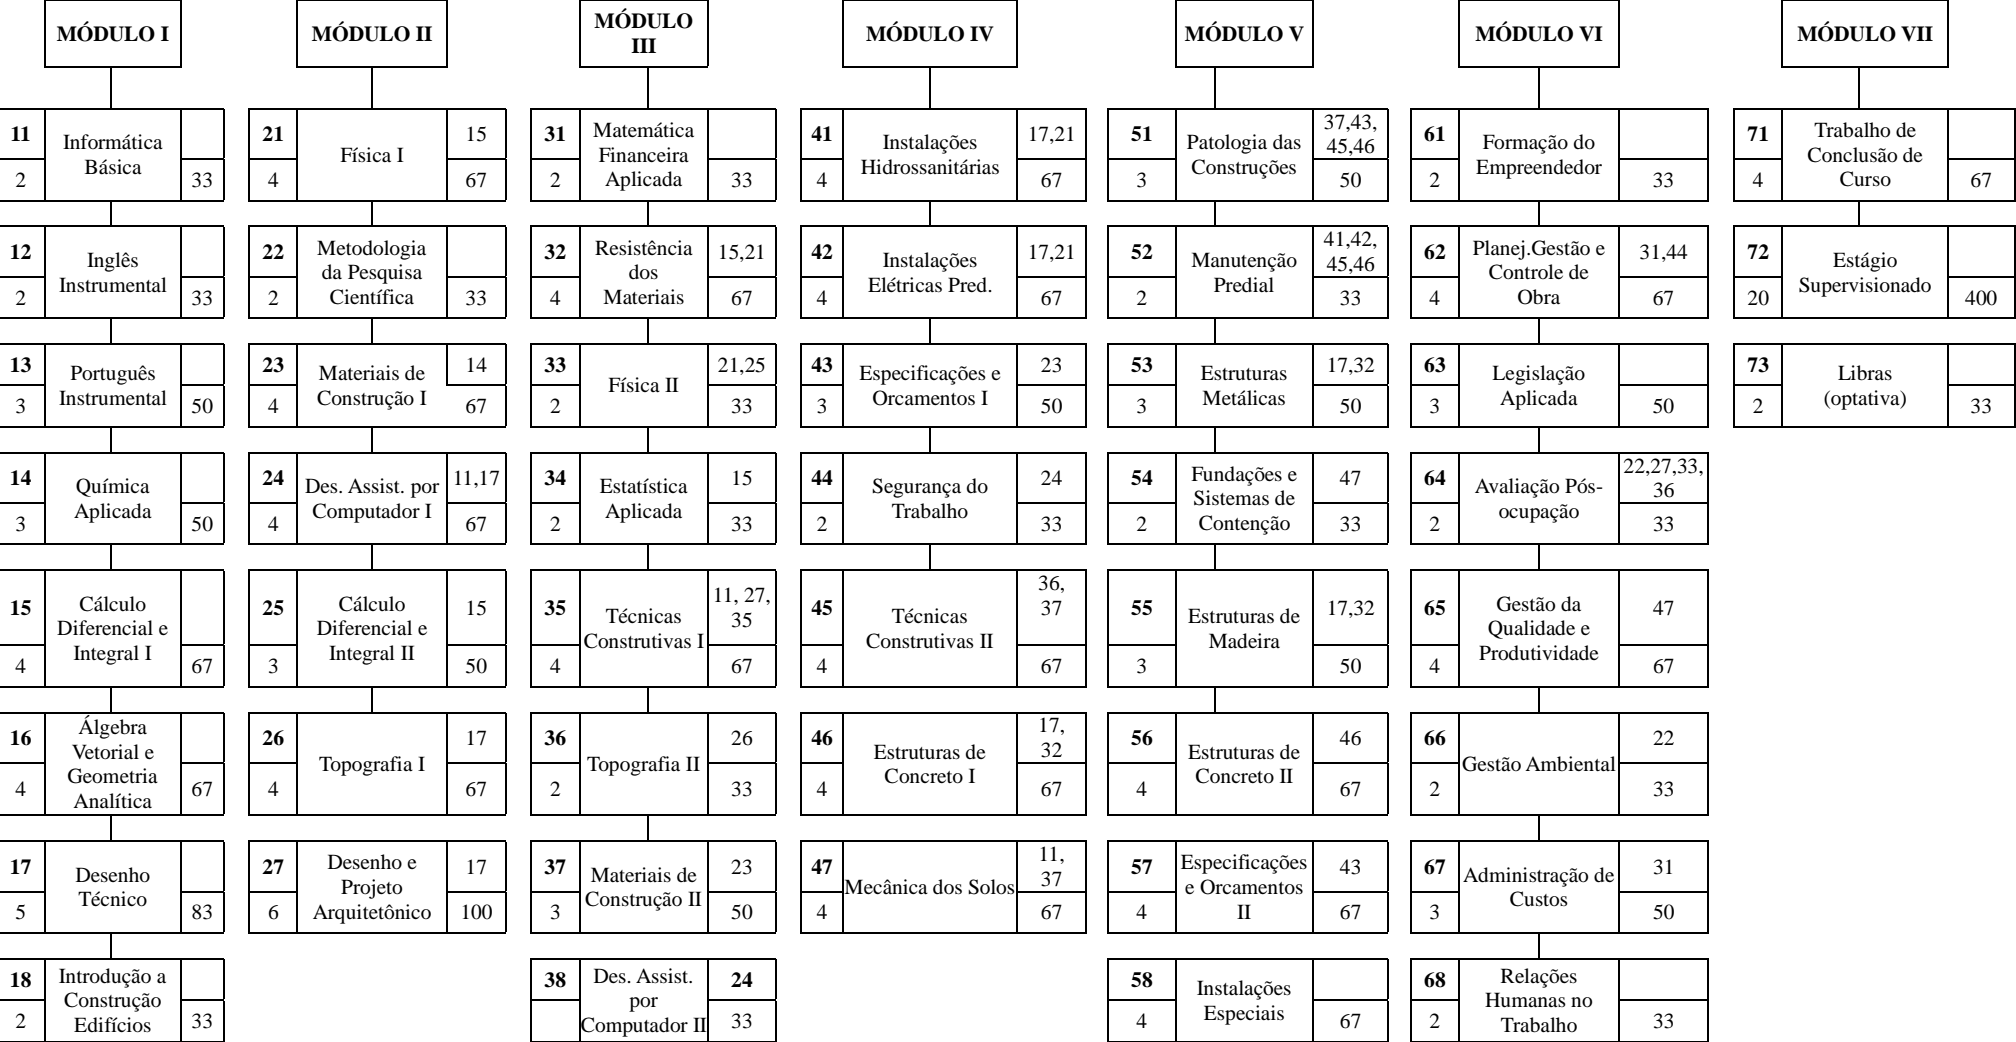 MÓDULO I
11
Informática
Básica
2
33
12
Inglês
Instrumental
2
33
13
Português
Instrumental
3
50
14
Química
Aplicada
3
50
15
Cálculo
Diferencial e
Integral I
4
67
16
Álgebra
Vetorial e
Geometria
Analítica
4
67
17
Desenho
Técnico
5
83
18
Introdução a
Construção
Edifícios
2
33
MÓDULO II
21
Física I
15
4
67
22
Metodologia
da Pesquisa
Científica
2
33
23
Materiais de
Construção I
14
4
67
24
Des. Assist. por
Computador I
11,17
4
67
25
Cálculo
Diferencial e
Integral II
15
3
50
26
Topografia I
17
4
67
27
Desenho e
Projeto
Arquitetônico
17
6
100
MÓDULO
III
31
Matemática
Financeira
Aplicada
2
33
32
Resistência
dos
Materiais
15,21
4
67
33
Física II
21,25
2
33
34
Estatística
Aplicada
15
2
33
35
Técnicas
Construtivas I
11, 27,
35
4
67
36
Topografia II
26
2
33
37
Materiais de
Construção II
23
3
50
38
Des. Assist.
por
Computador II
24
33
MÓDULO IV
41
Instalações
Hidrossanitárias
17,21
4
67
42
Instalações
Elétricas Pred.
17,21
4
67
43
Especificações e
Orcamentos I
23
3
50
44
Segurança do
Trabalho
24
2
33
45
Técnicas
Construtivas II
36,
37
4
67
46
Estruturas de
Concreto I
17,
32
4
67
47
Mecânica dos Solos
11,
37
4
67
MÓDULO V
51
Patologia das
Construções
37,43,
45,46
3
50
52
Manutenção
Predial
41,42,
45,46
2
33
53
Estruturas
Metálicas
17,32
3
50
54
Fundações e
Sistemas de
Contenção
47
2
33
55
Estruturas de
Madeira
17,32
3
50
56
Estruturas de
Concreto II
46
4
67
57
Especificações
e Orcamentos
II
43
4
67
58
Instalações
Especiais
4
67
MÓDULO VI
61
Formação do
Empreendedor
2
33
62
Planej.Gestão e
Controle de
Obra
31,44
4
67
63
Legislação
Aplicada
3
50
64
Avaliação Pós-
ocupação
22,27,33,
36
2
33
65
Gestão da
Qualidade e
Produtividade
47
4
67
66
Gestão Ambiental
22
2
33
67
Administração de
Custos
31
3
50
68
Relações
Humanas no
Trabalho
2
33
MÓDULO VII
71
Trabalho de
Conclusão de
Curso
4
67
72
Estágio
Supervisionado
20
400
73
Libras
(optativa)
2
33